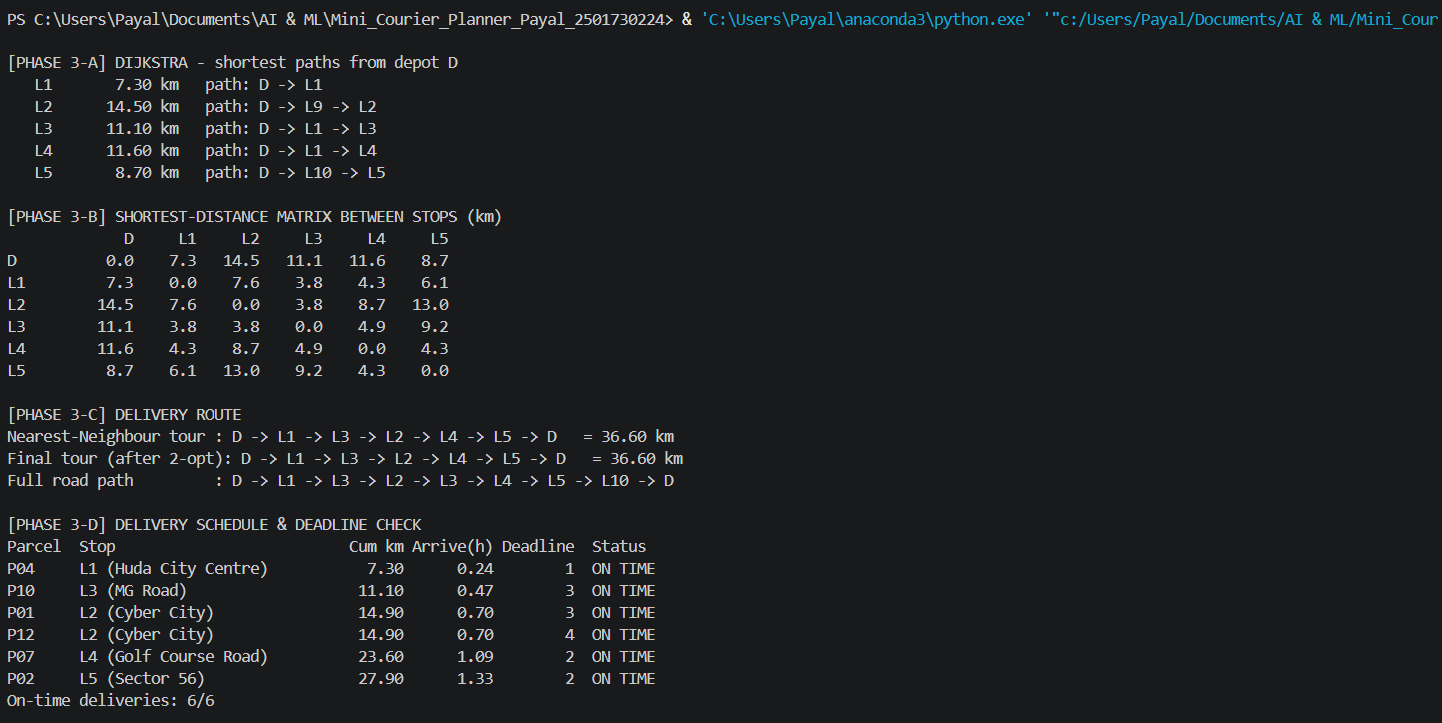 PS C:\Users\Payal\Documents\AI & ML\Mini_Courier_Planner_Payal_2501730224> & 'C:\Users\Payal\anaconda3\python.exe' '"c:/Users/Payal/Documents/AI & ML/Mini_Cour
[PHASE 3-A] DIJKSTRA - shortest paths from depot D
   L1       7.30 km   path: D -> L1
   L2      14.50 km   path: D -> L9 -> L2
   L3      11.10 km   path: D -> L1 -> L3
   L4      11.60 km   path: D -> L1 -> L4
   L5       8.70 km   path: D -> L10 -> L5
[PHASE 3-B] SHORTEST-DISTANCE MATRIX BETWEEN STOPS (km)
             D     L1     L2     L3     L4     L5
D          0.0    7.3   14.5   11.1   11.6    8.7
L1         7.3    0.0    7.6    3.8    4.3    6.1
L2        14.5    7.6    0.0    3.8    8.7   13.0
L3        11.1    3.8    3.8    0.0    4.9    9.2
L4        11.6    4.3    8.7    4.9    0.0    4.3
L5         8.7    6.1   13.0    9.2    4.3    0.0
[PHASE 3-C] DELIVERY ROUTE
Nearest-Neighbour tour : D -> L1 -> L3 -> L2 -> L4 -> L5 -> D   = 36.60 km
Final tour (after 2-opt): D -> L1 -> L3 -> L2 -> L4 -> L5 -> D   = 36.60 km
Full road path         : D -> L1 -> L3 -> L2 -> L3 -> L4 -> L5 -> L10 -> D
[PHASE 3-D] DELIVERY SCHEDULE & DEADLINE CHECK
Parcel  Stop                          Cum km Arrive(h) Deadline  Status
P04     L1 (Huda City Centre)           7.30      0.24        1  ON TIME
P10     L3 (MG Road)                   11.10      0.47        3  ON TIME
P01     L2 (Cyber City)                14.90      0.70        3  ON TIME
P12     L2 (Cyber City)                14.90      0.70        4  ON TIME
P07     L4 (Golf Course Road)          23.60      1.09        2  ON TIME
P02     L5 (Sector 56)                 27.90      1.33        2  ON TIME
On-time deliveries: 6/6